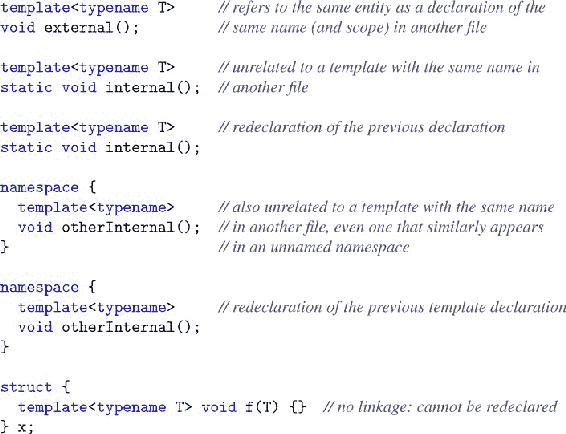 template<typename T> // refers to the same entity as a declaration of the
void external(); // same name (and scope) in another file
template<typename T> // unrelated to a template with the same name in
static void internal(); // another file
template<typename T> // redeclaration of the previous declaration
static void internal();
namespace {
template<typename> // also unrelated to a template with the same name
void otherInternal(); // in another file, even one that similarly appears
} // in an unnamed namespace
namespace {
template<typename> // redeclaration of the previous template declaration
void otherInternal();
}
struct {
template<typename T> void f(T) {} // no linkage: cannot be redeclared
} x;